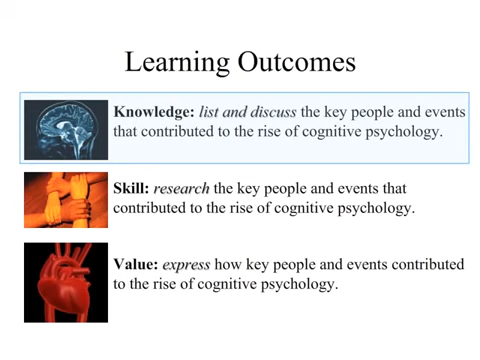 Learning Outcomes
Knowledge: list and discuss the key people and events
that contributed to the rise of cognitive psychology.
Skill: research the key people and events that
contributed to the rise of cognitive psychology.
Value: express how key people and events contributed
to the rise of cognitive psychology.